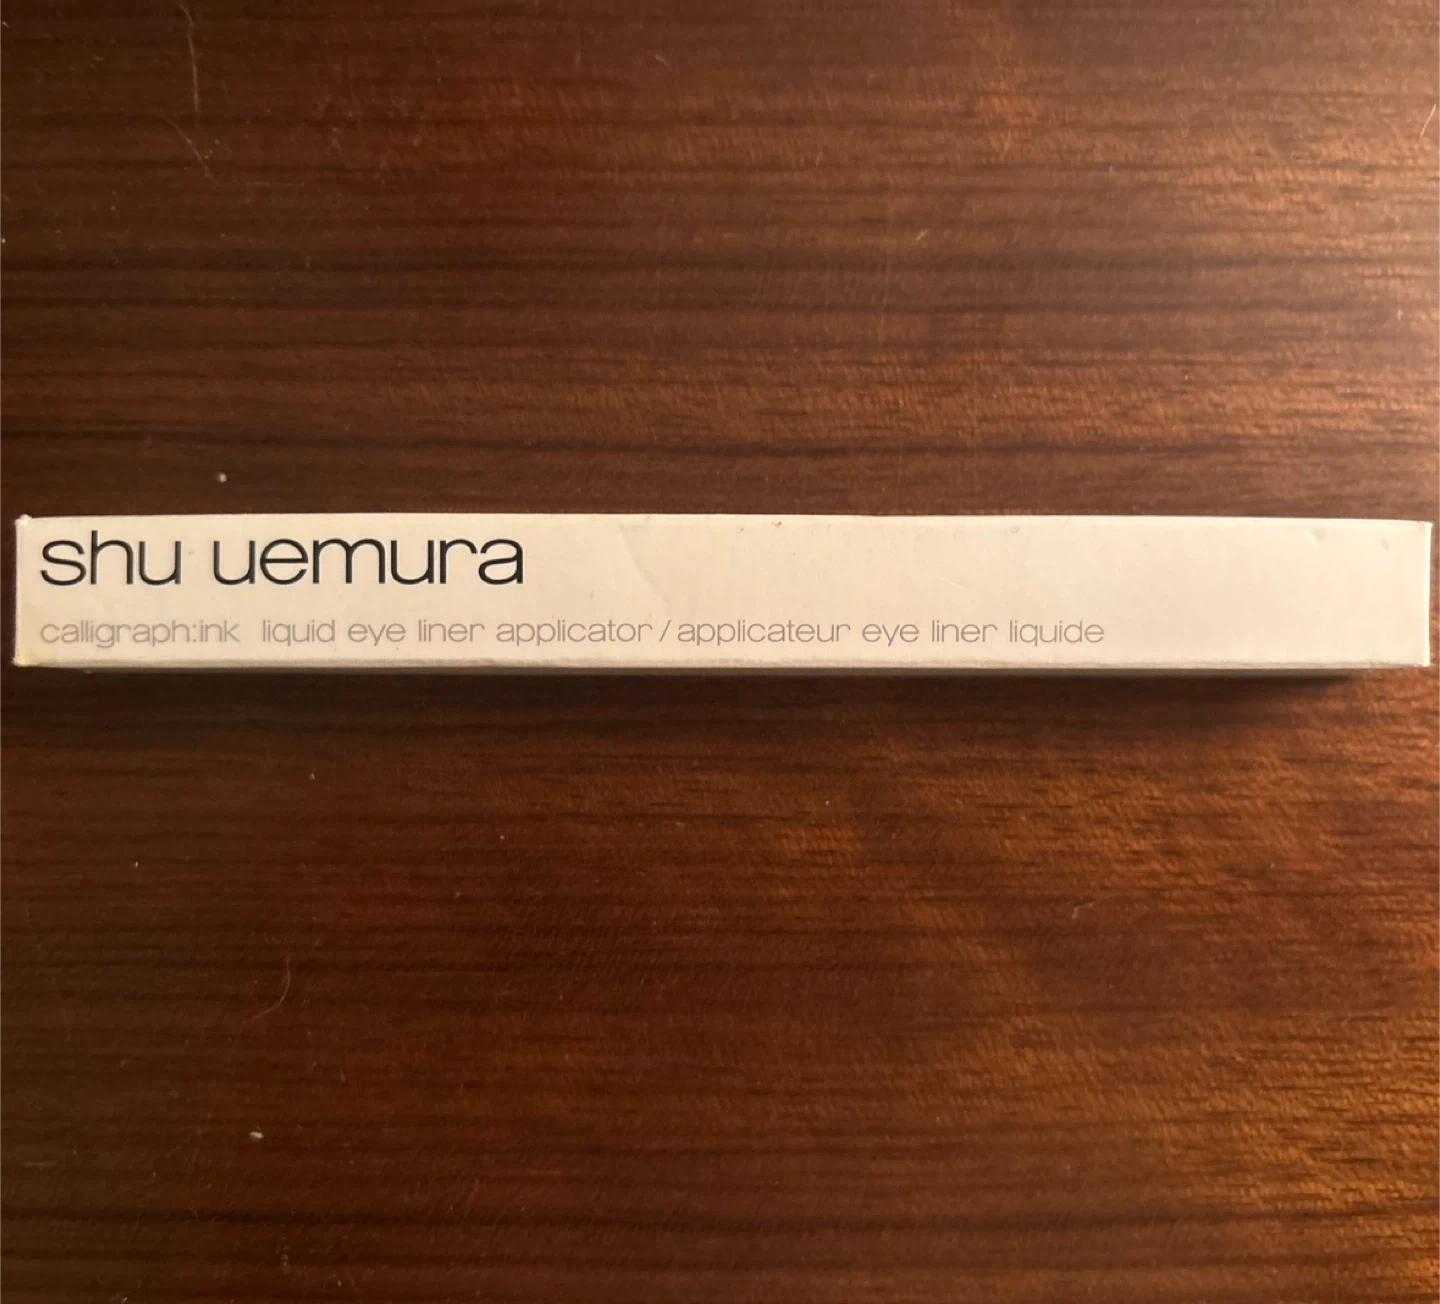 shu uemura
calligraph:ink liquid eye liner applicator / applicateur eye liner liquide